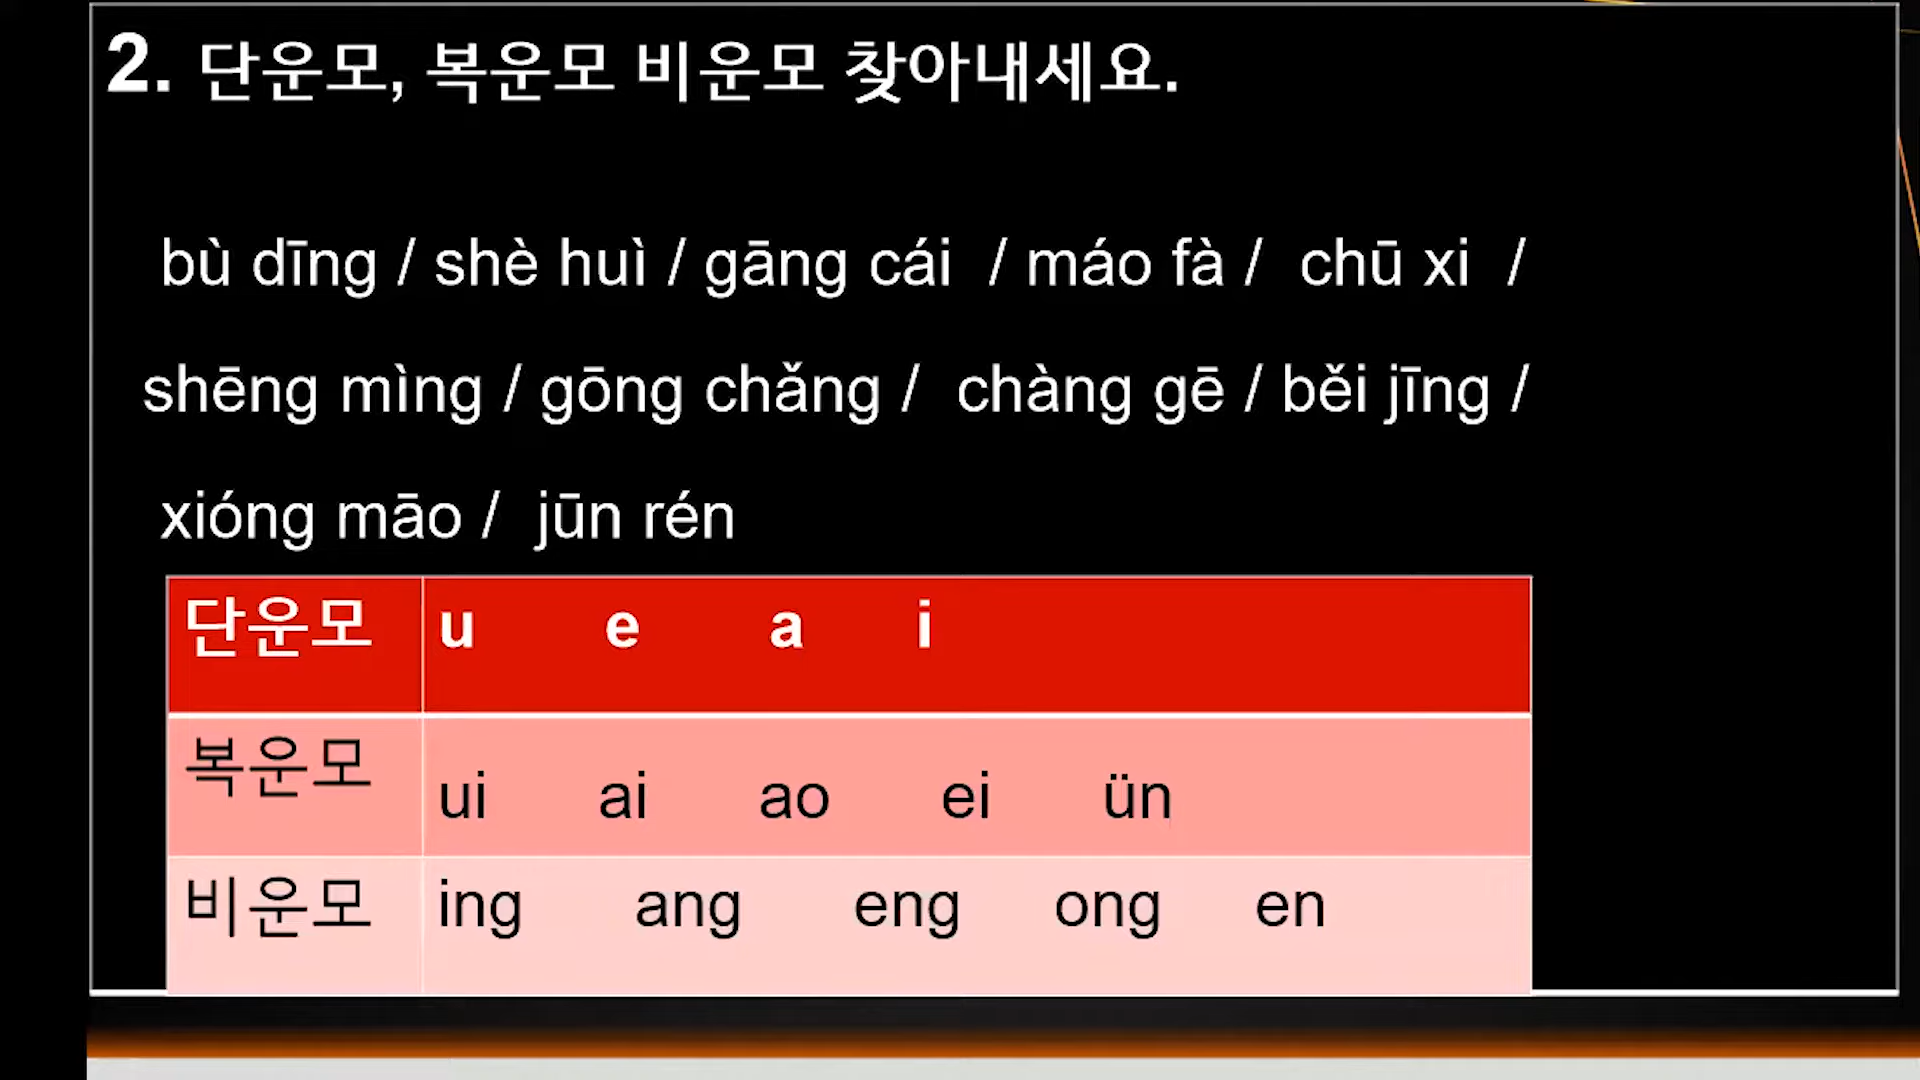 2. 단운모, 복운모 비운모 찾아내세요.
bù dīng / shè huì / gāng cái / máo fà / chū xi /
shēng mìng / gōng chǎng / chàng gē / běi jīng /
xióng māo / jūn rén
단운모 u e a i
복운모 ui ai ao ei ün
비운모 ing ang eng ong en